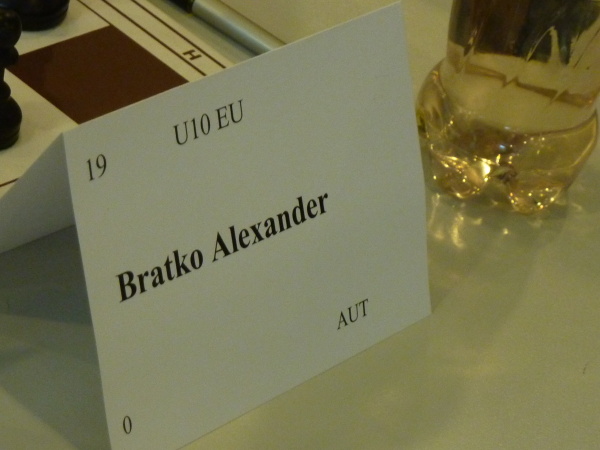 H
U10 EU
19
Bratko Alexander
AUT
0